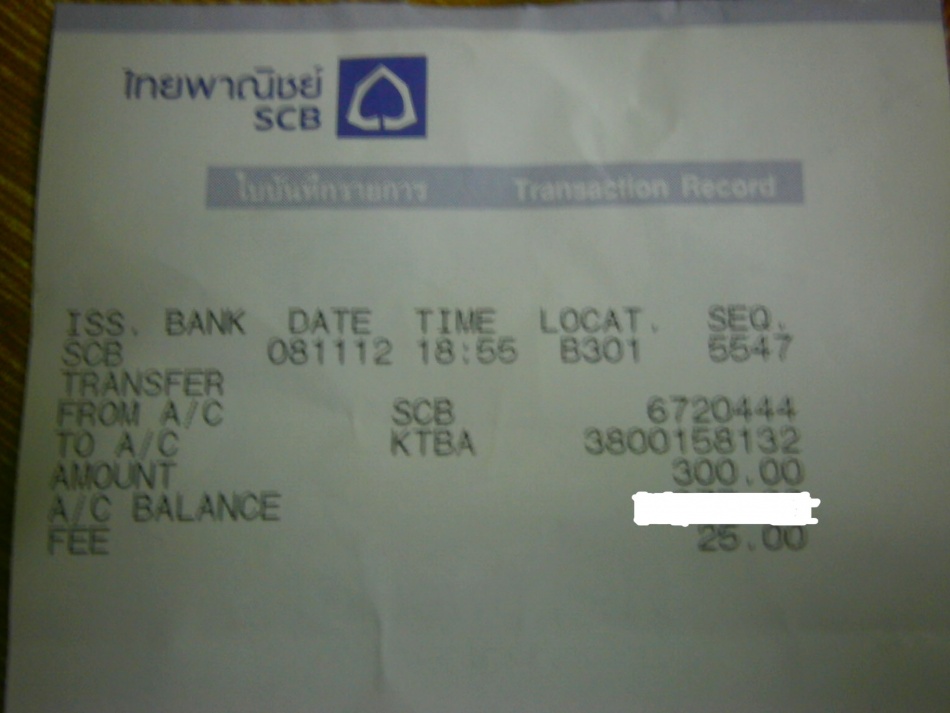 ไทยพาณิชย์
SCB
ใบบันทึกรายการ Transaction Record
ISS. BANK DATE TIME LOCAT. SEQ.
SCB 081112 18:55 B301 5547
TRANSFER
FROM A/C SCB 6720444
TO A/C KTBA 3800158132
AMOUNT 300.00
A/C BALANCE
FEE 25.00